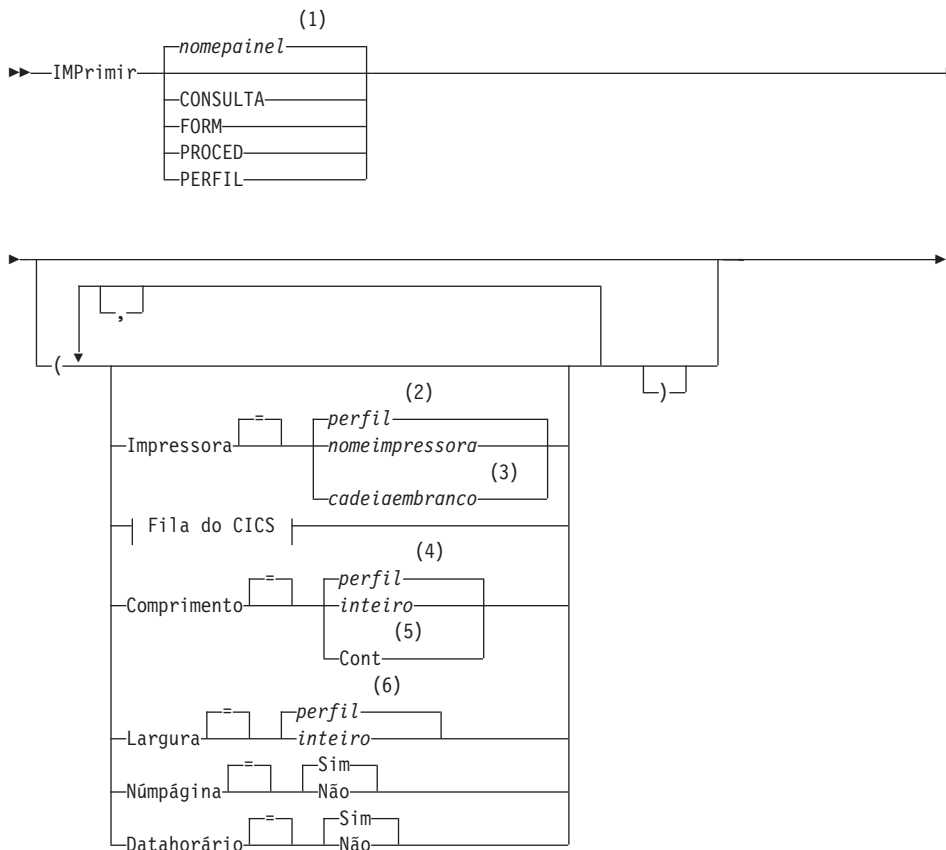 (1)
nomepainel
IMPrimir
CONSULTA
FORM
PROCED
PERFIL
,
(
)
(2)
Impressora = perfil
nomeimpressora
(3)
cadeiaembranco
Fila do CICS
(4)
Comprimento = perfil
inteiro
(5)
Cont
(6)
Largura = perfil
inteiro
Númpágina = Sim
Não
Datahorário = Sim
Não